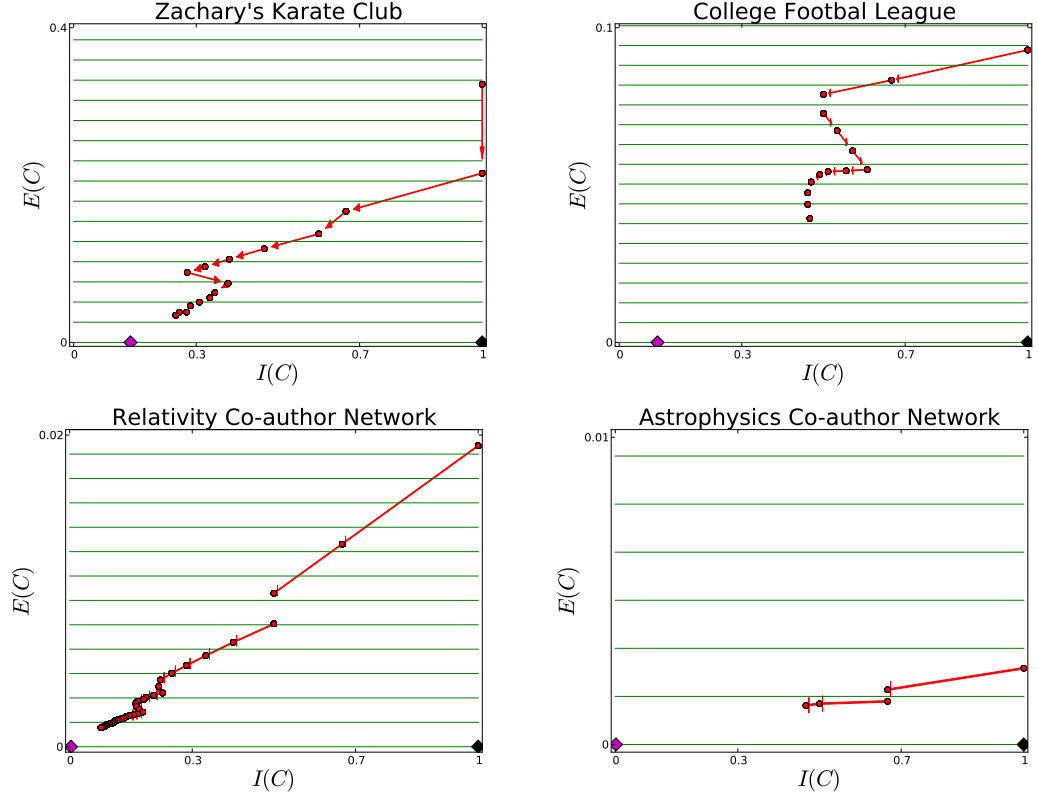 Zachary's Karate Club
0.4
E(C)
0
0
0.3
0.7
1
I(C)
College Footbal League
0.1
E(C)
0
0
0.3
0.7
1
I(C)
Relativity Co-author Network
0.02
E(C)
0
0
0.3
0.7
1
I(C)
Astrophysics Co-author Network
0.01
E(C)
0
0
0.3
0.7
1
I(C)